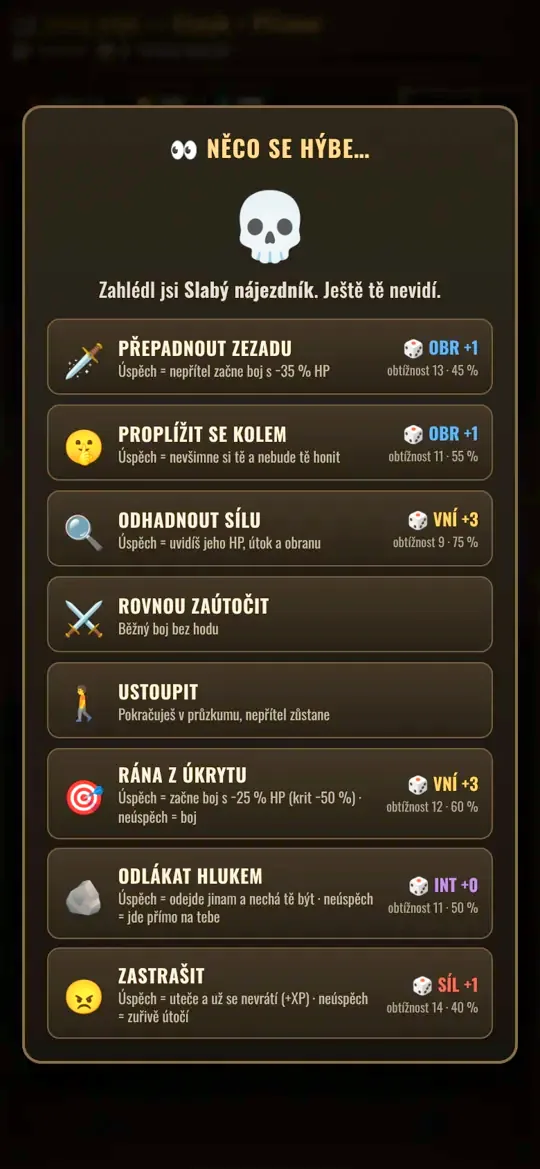 NĚCO SE HÝBE...
Zahlédl jsi Slabý nájezdník. Ještě tě nevidí.
PŘEPADNOUT ZEZADU
OBR +1
Úspěch = nepřítel začne boj s −35 % HP
obtížnost 13 · 45 %
PROPLÍŽIT SE KOLEM
OBR +1
Úspěch = nevšimne si tě a nebude tě honit
obtížnost 11 · 55 %
ODHADNOUT SÍLU
VNÍ +3
Úspěch = uvidíš jeho HP, útok a obranu
obtížnost 9 · 75 %
ROVNOU ZAÚTOČIT
Běžný boj bez hodu
USTOUPIT
Pokračuješ v průzkumu, nepřítel zůstane
RÁNA Z ÚKRYTU
VNÍ +3
Úspěch = začne boj s −25 % HP (krit −50 %) ·
neúspěch = boj
obtížnost 12 · 60 %
ODLÁKAT HLUKEM
INT +0
Úspěch = odejde jinam a nechá tě být · neúspěch
= jde přímo na tebe
obtížnost 11 · 50 %
ZASTRAŠIT
SÍL +1
Úspěch = uteče a už se nevrátí (+XP) · neúspěch
= zuřivě útočí
obtížnost 14 · 40 %